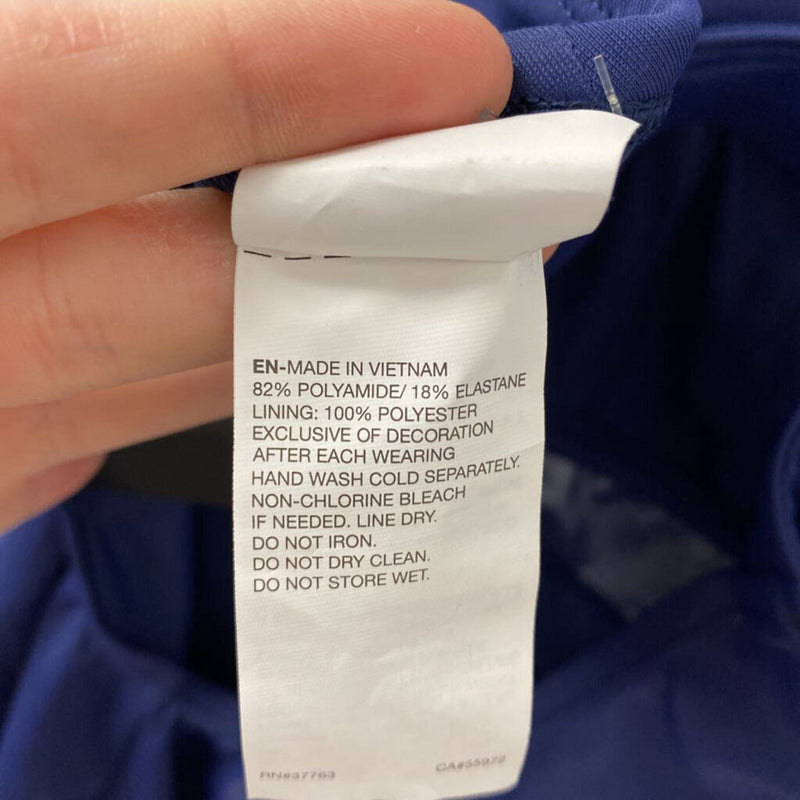 EN-MADE IN VIETNAM
82% POLYAMIDE/ 18% ELASTANE
LINING: 100% POLYESTER
EXCLUSIVE OF DECORATION
AFTER EACH WEARING
HAND WASH COLD SEPARATELY.
NON-CHLORINE BLEACH
IF NEEDED. LINE DRY.
DO NOT IRON.
DO NOT DRY CLEAN.
DO NOT STORE WET.
RN#37763 CA#55972